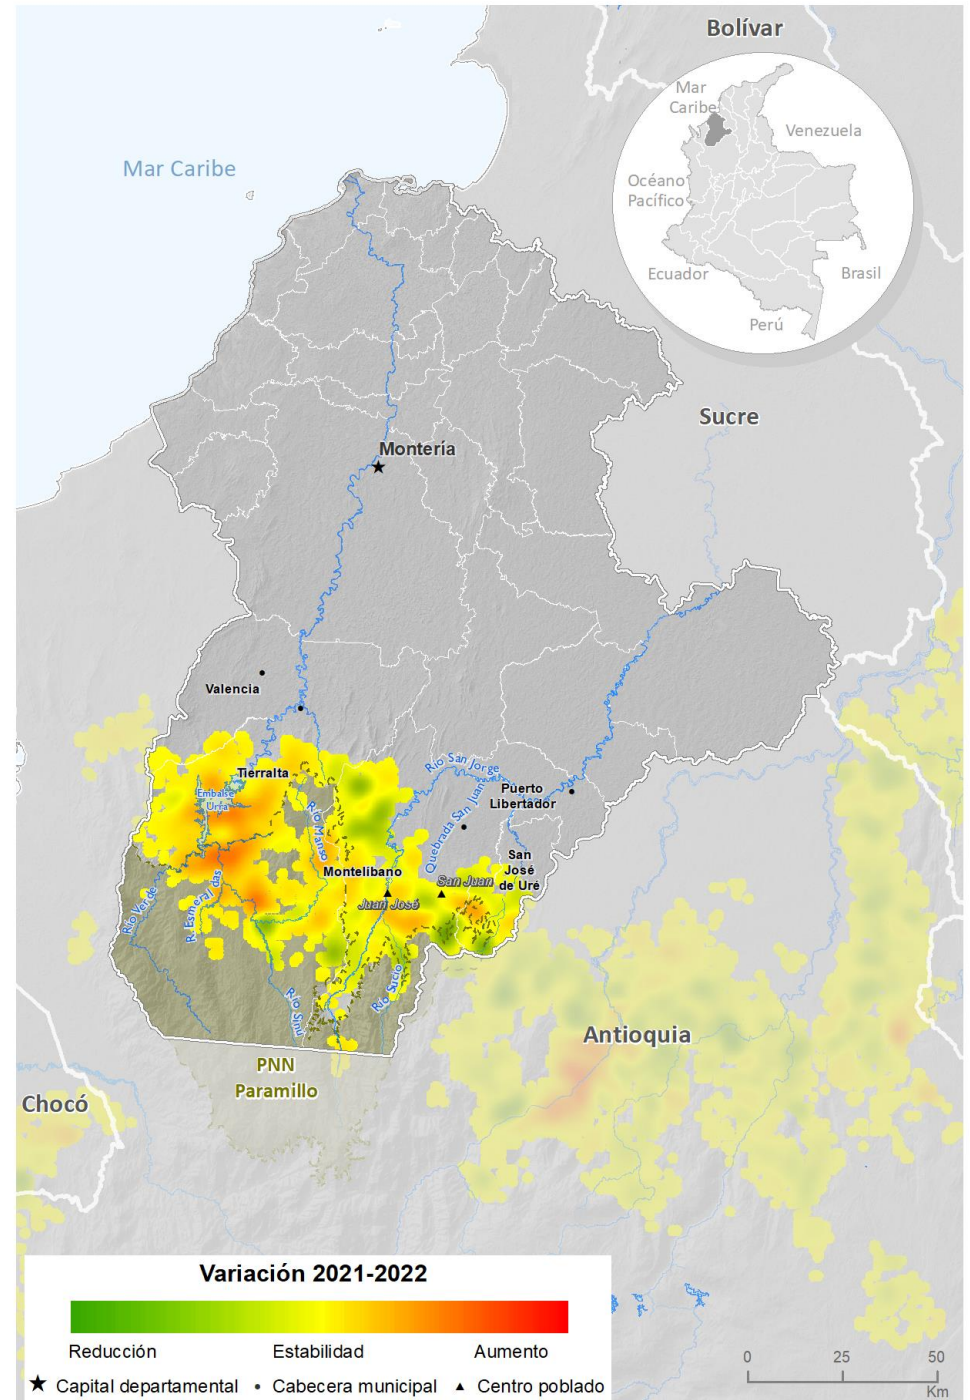 Bolívar
Mar
Caribe
Venezuela
Océano
Pacífico
Ecuador
Brasil
Perú
Mar Caribe
Sucre
Montería
Valencia
Tierralta
Embalse
Urrá
Río San Jorge
Puerto
Libertador
Quebrada San Juan
Río Manso
San
José
de Uré
Montelibano
San Juan
Juan José
Río Verde
R. Esmeraldas
Río Sinú
Río Sucio
Antioquia
PNN
Paramillo
Chocó
Variación 2021-2022
Reducción Estabilidad Aumento
Capital departamental Cabecera municipal Centro poblado
0 25 50
Km